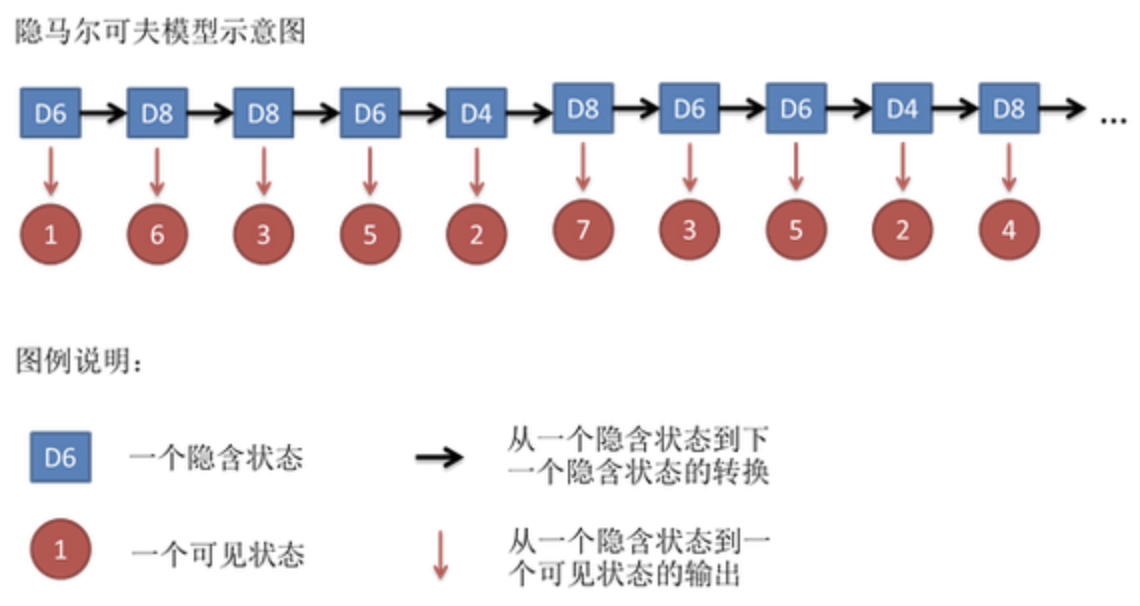 隐马尔可夫模型示意图
D6 D8 D8 D6 D4 D8 D6 D6 D4 D8 ...
1 6 3 5 2 7 3 5 2 4
图例说明：
D6 一个隐含状态
从一个隐含状态到下
一个隐含状态的转换
1 一个可见状态
从一个隐含状态到一
个可见状态的输出